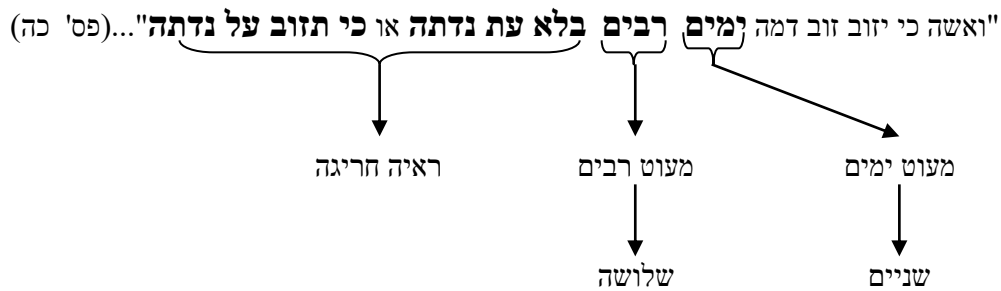 "ואשה כי יזוב זוב דמה ימים רבים בלא עת נדתה או כי תזוב על נדתה"...(פס' כה)
מעוט ימים מעוט רבים ראיה חריגה
שניים שלושה